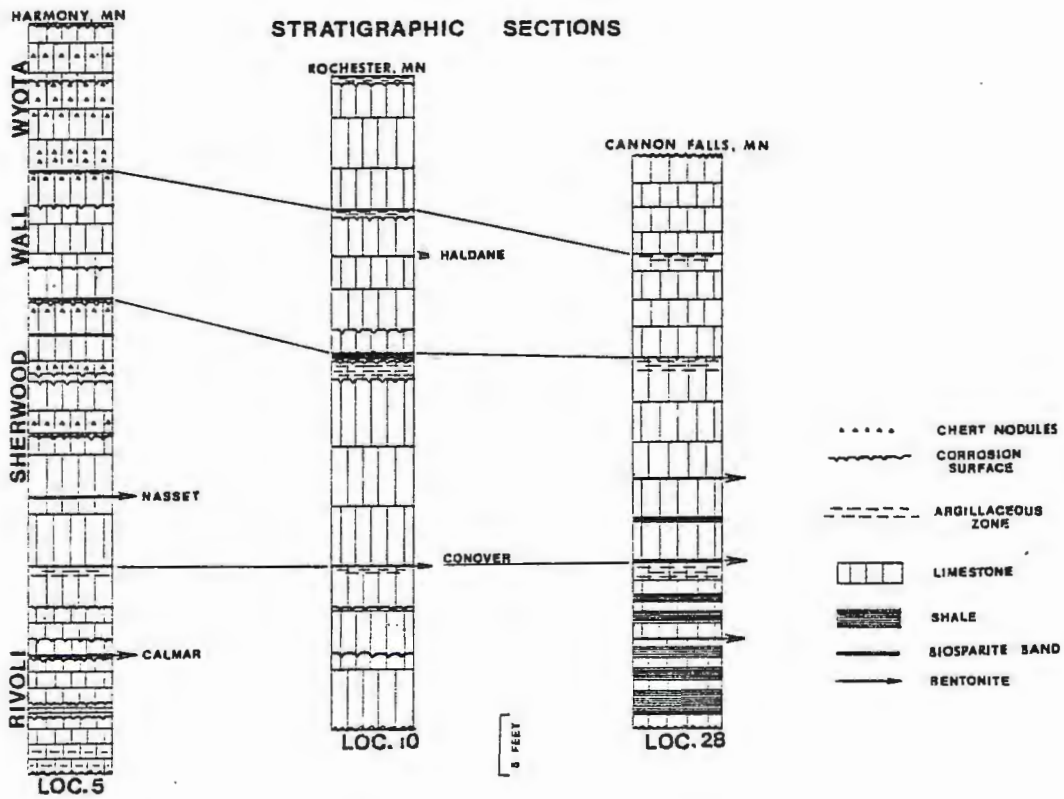 HARMONY, MN
STRATIGRAPHIC SECTIONS
ROCHESTER, MN
CANNON FALLS, MN
WYOTA
WALL
SHERWOOD
RIVOLI
HALDANE
NASSET
CONOVER
CALMAR
CHERT NODULES
CORROSION
SURFACE
ARGILLACEOUS
ZONE
LIMESTONE
SHALE
BIOSPARITE BAND
BENTONITE
FEET
LOC. 5
LOC. 10
LOC. 28